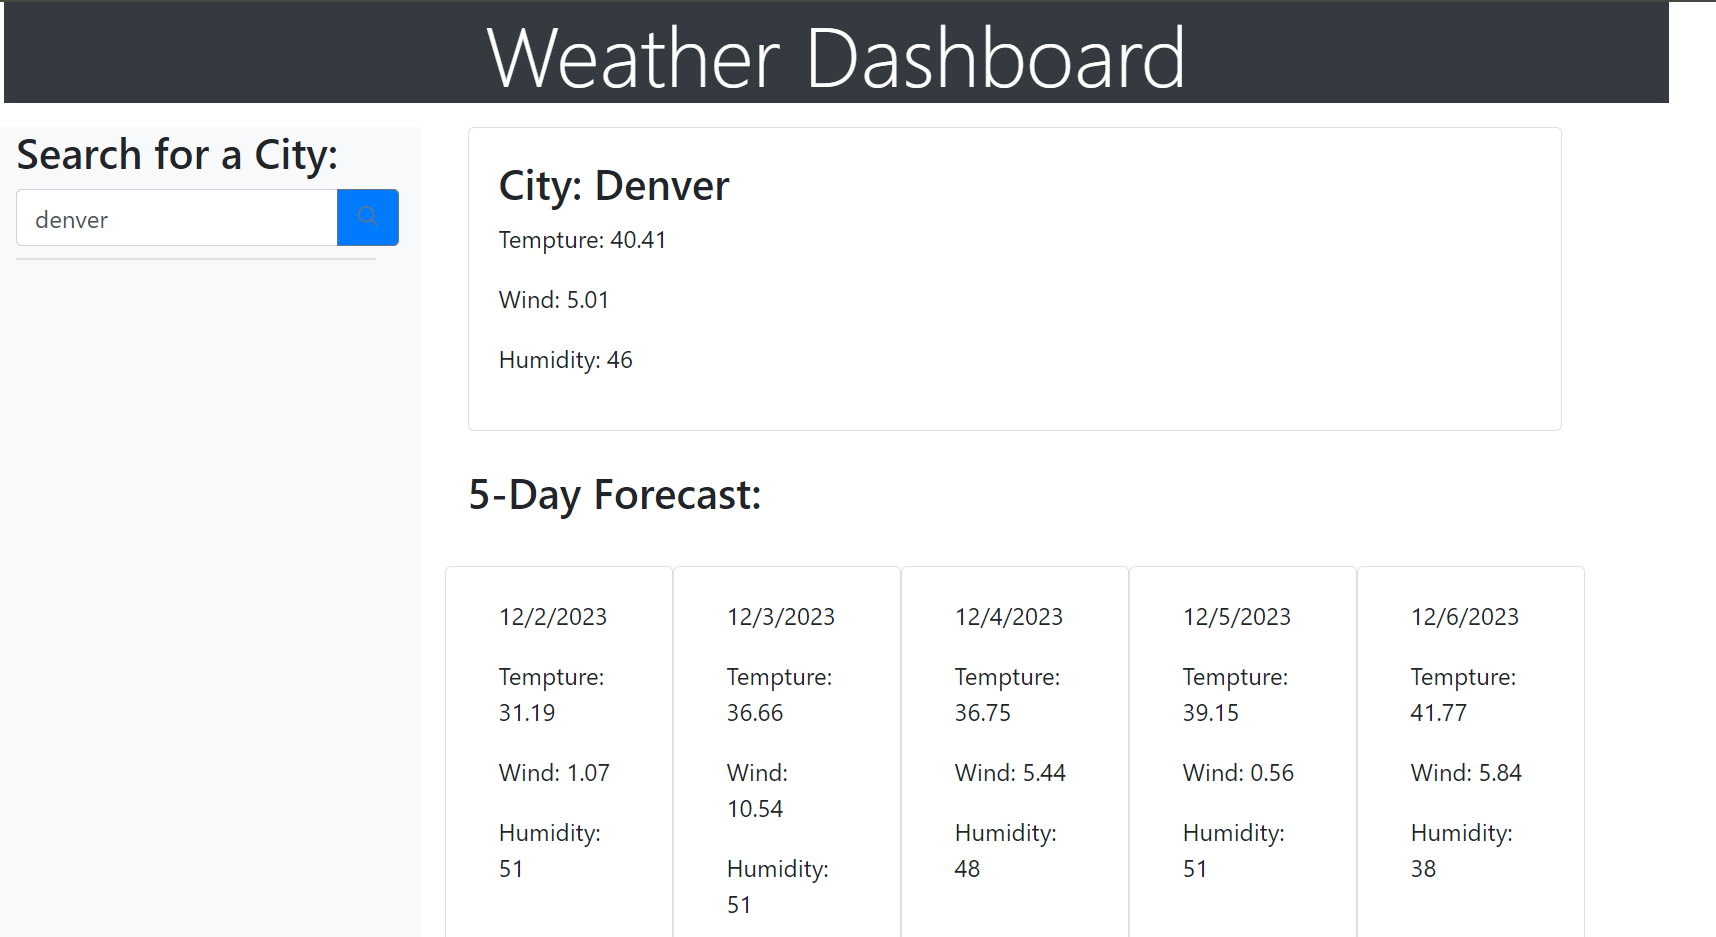 Weather Dashboard
Search for a City:
denver
City: Denver
Tempture: 40.41
Wind: 5.01
Humidity: 46
5-Day Forecast:
12/2/2023
Tempture:
31.19
Wind: 1.07
Humidity:
51
12/3/2023
Tempture:
36.66
Wind:
10.54
Humidity:
51
12/4/2023
Tempture:
36.75
Wind: 5.44
Humidity:
48
12/5/2023
Tempture:
39.15
Wind: 0.56
Humidity:
51
12/6/2023
Tempture:
41.77
Wind: 5.84
Humidity:
38